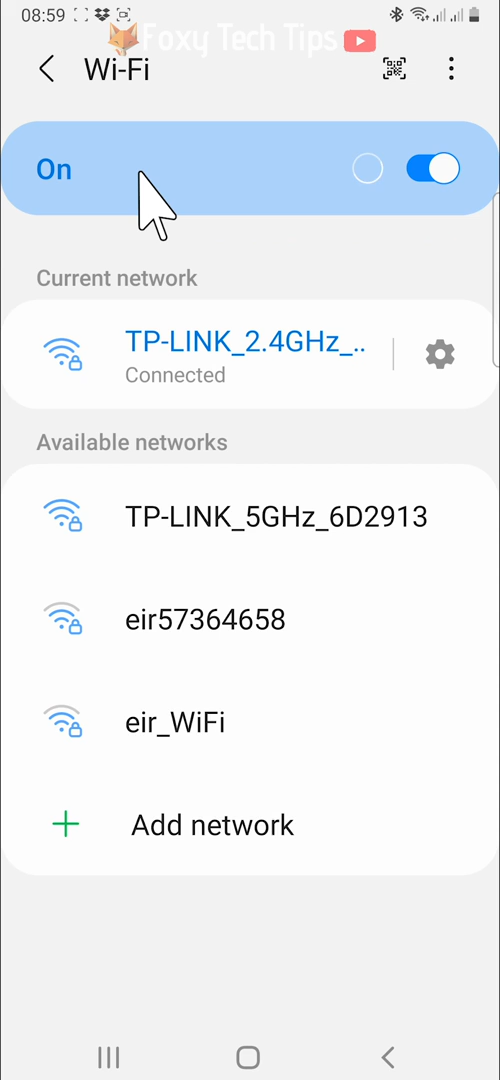 08:59
Foxy Tech Tips
Wi-Fi
On
Current network
TP-LINK_2.4GHz_..
Connected
Available networks
TP-LINK_5GHz_6D2913
eir57364658
eir_WiFi
Add network